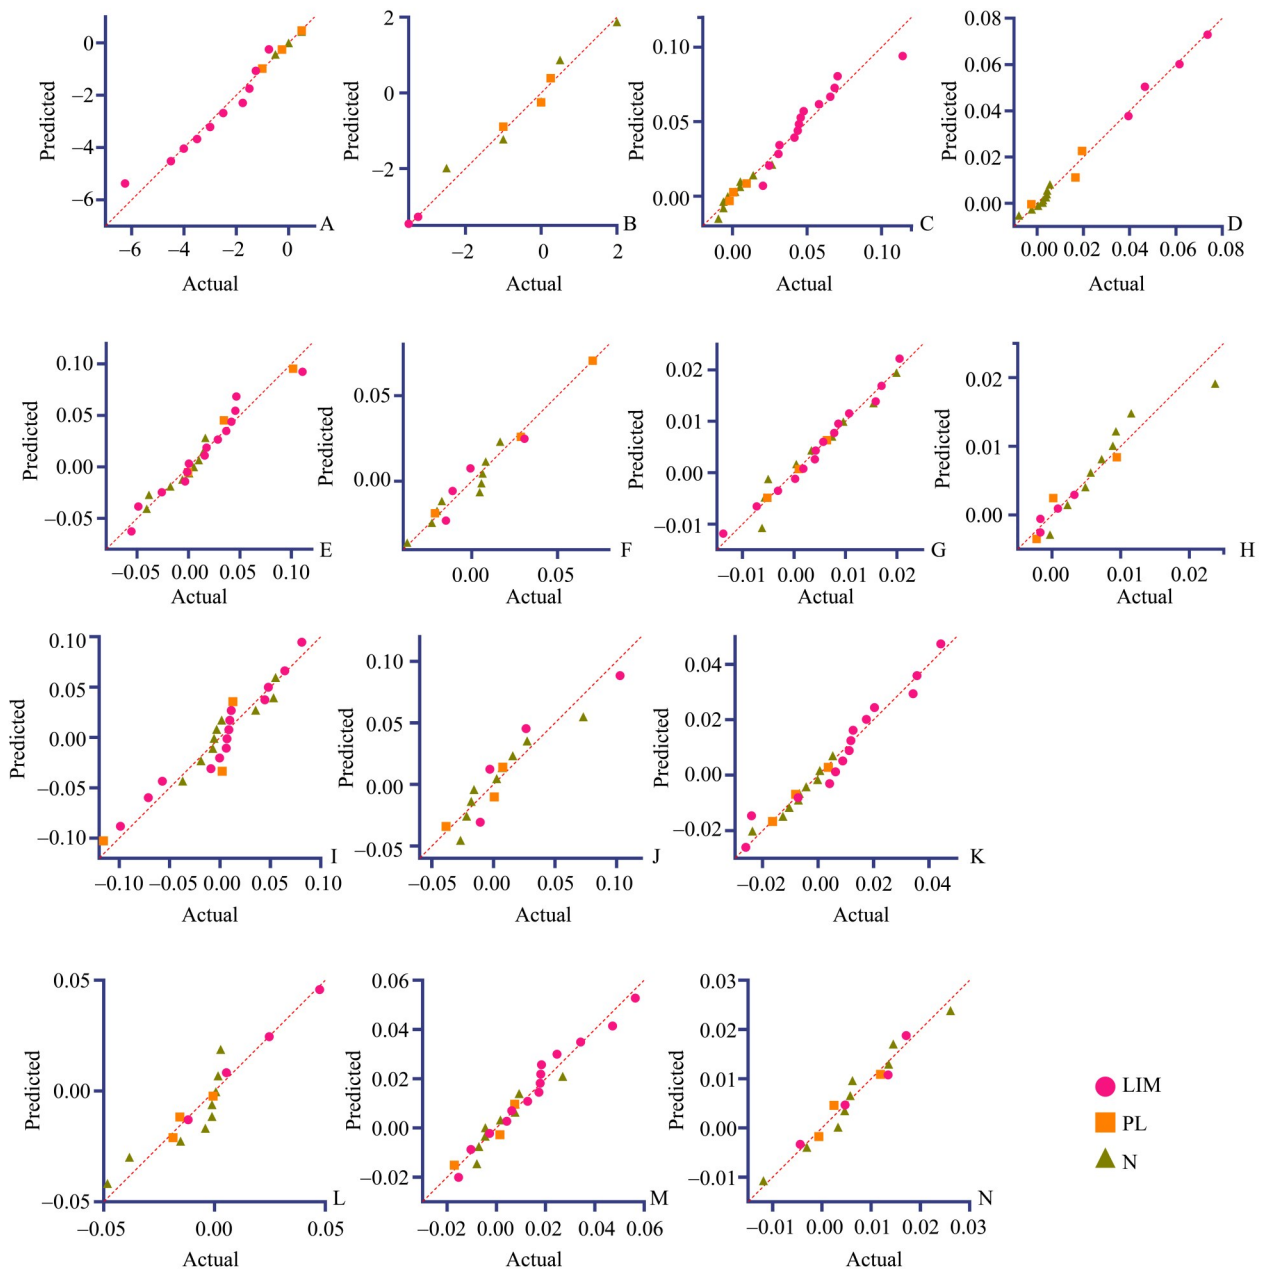 0
−2
−4
−6
Predicted
−6 −4 −2 0
Actual
A
2
0
−2
Predicted
−2 0 2
Actual
B
0.10
0.05
0.00
Predicted
0.00 0.05 0.10
Actual
C
0.08
0.06
0.04
0.02
0.00
Predicted
0.00 0.02 0.04 0.06 0.08
Actual
D
0.10
0.05
0.00
−0.05
Predicted
−0.05 0.00 0.05 0.10
Actual
E
0.05
0.00
Predicted
0.00 0.05
Actual
F
0.02
0.01
0.00
−0.01
Predicted
−0.01 0.00 0.01 0.02
Actual
G
0.02
0.01
0.00
Predicted
0.00 0.01 0.02
Actual
H
0.10
0.05
0.00
−0.05
−0.10
Predicted
−0.10 −0.05 0.00 0.05 0.10
Actual
I
0.10
0.05
0.00
−0.05
Predicted
−0.05 0.00 0.05 0.10
Actual
J
0.04
0.02
0.00
−0.02
Predicted
−0.02 0.00 0.02 0.04
Actual
K
0.05
0.00
−0.05
Predicted
−0.05 0.00 0.05
Actual
L
0.06
0.04
0.02
0.00
−0.02
Predicted
−0.02 0.00 0.02 0.04 0.06
Actual
M
0.03
0.02
0.01
0.00
−0.01
Predicted
−0.01 0.00 0.01 0.02 0.03
Actual
N
LIM
PL
N